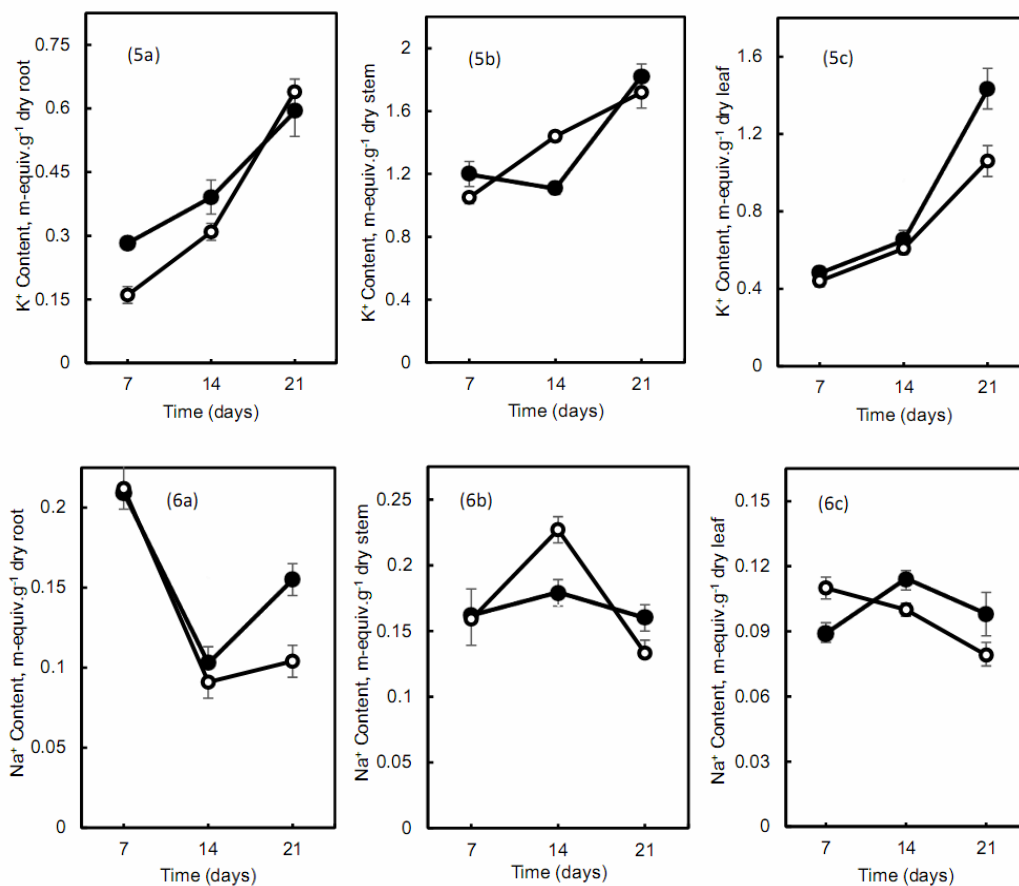 (5a)
K⁺ Content, m-equiv.g⁻¹ dry root
0.75
0.6
0.45
0.3
0.15
0
7 14 21
Time (days)
(5b)
K⁺ Content, m-equiv.g⁻¹ dry stem
2
1.6
1.2
0.8
0.4
0
7 14 21
Time (days)
(5c)
K⁺ Content, m-equiv.g⁻¹ dry leaf
1.6
1.2
0.8
0.4
0
7 14 21
Time (days)
(6a)
Na⁺ Content, m-equiv.g⁻¹ dry root
0.2
0.15
0.1
0.05
0
7 14 21
Time (days)
(6b)
Na⁺ Content, m-equiv.g⁻¹ dry stem
0.25
0.2
0.15
0.1
0.05
0
7 14 21
Time (days)
(6c)
Na⁺ Content, m-equiv.g⁻¹ dry leaf
0.15
0.12
0.09
0.06
0.03
0
7 14 21
Time (days)